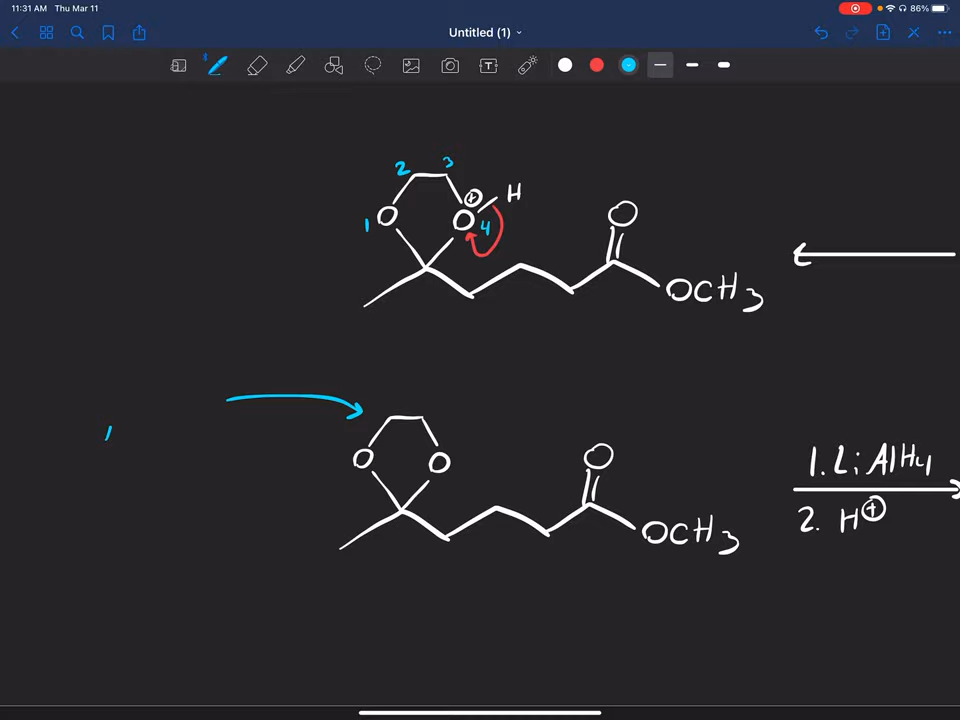 11:31 AM Thu Mar 11
86%
Untitled (1)
T
2 3
⊕ H
O O
1 4
O
OCH3
O O
O
OCH3
1. LiAlH4
2. H⊕